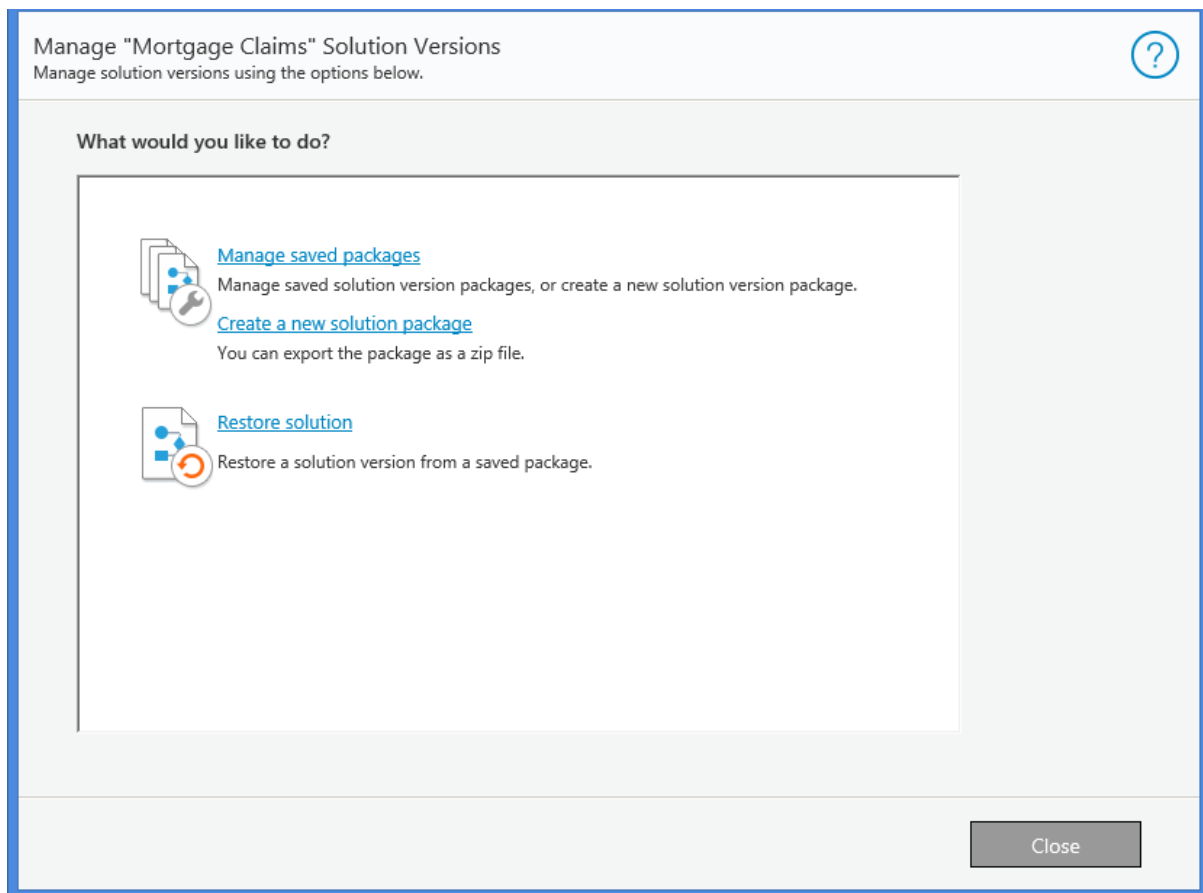 Manage "Mortgage Claims" Solution Versions
Manage solution versions using the options below.
?
What would you like to do?
Manage saved packages
Manage saved solution version packages, or create a new solution version package.
Create a new solution package
You can export the package as a zip file.
Restore solution
Restore a solution version from a saved package.
Close